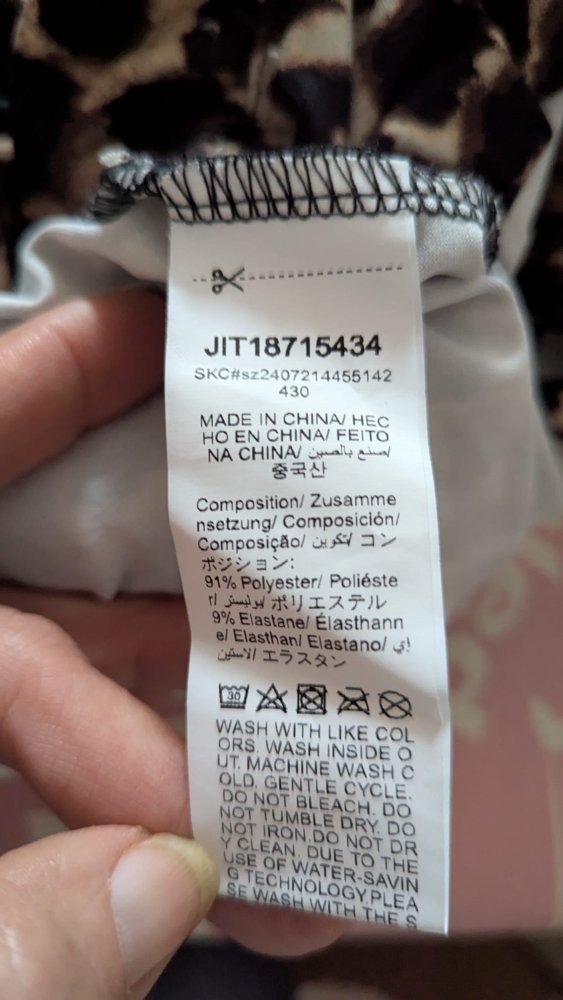 JIT18715434
SKC#sz2407214455142
430
MADE IN CHINA/ HEC
HO EN CHINA/ FEITO
NA CHINA/ صنع بالصين/
중국산
Composition/ Zusamme
nsetzung/ Composición/
Composição/ تكوين/ コン
ポジション:
91% Polyester/ Poliéste
r/ بوليستر/ポリエステル
9% Elastane/ Élasthann
e/ Elasthan/ Elastano/ إي
لاستين/ エラスタン
30
WASH WITH LIKE COL
ORS. WASH INSIDE O
UT. MACHINE WASH C
OLD. GENTLE CYCLE.
DO NOT BLEACH. DO
NOT TUMBLE DRY. DO
NOT IRON.DO NOT DR
Y CLEAN. DUE TO THE
USE OF WATER-SAVIN
G TECHNOLOGY,PLEA
SE WASH WITH THE S